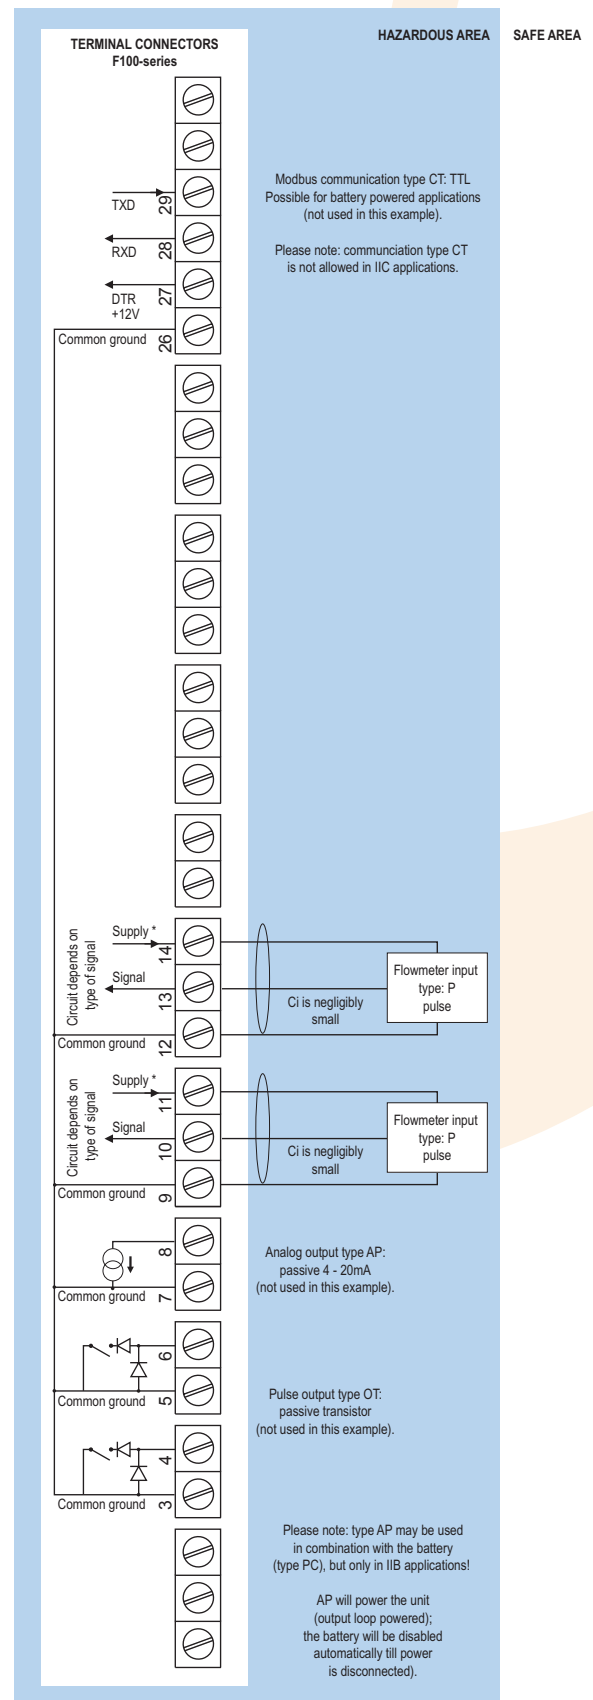 HAZARDOUS AREA
SAFE AREA
TERMINAL CONNECTORS
F100-series
Modbus communication type CT: TTL
Possible for battery powered applications
(not used in this example).
Please note: communciation type CT
is not allowed in IIC applications.
TXD
29
RXD
28
DTR
+12V
27
Common ground
26
Circuit depends on
type of signal
Supply *
14
Signal
13
Common ground
12
Ci is negligibly
small
Flowmeter input
type: P
pulse
Circuit depends on
type of signal
Supply *
11
Signal
10
Common ground
9
Ci is negligibly
small
Flowmeter input
type: P
pulse
8
Common ground
7
Analog output type AP:
passive 4 - 20mA
(not used in this example).
6
Common ground
5
Pulse output type OT:
passive transistor
(not used in this example).
4
Common ground
3
Please note: type AP may be used
in combination with the battery
(type PC), but only in IIB applications!
AP will power the unit
(output loop powered);
the battery will be disabled
automatically till power
is disconnected).